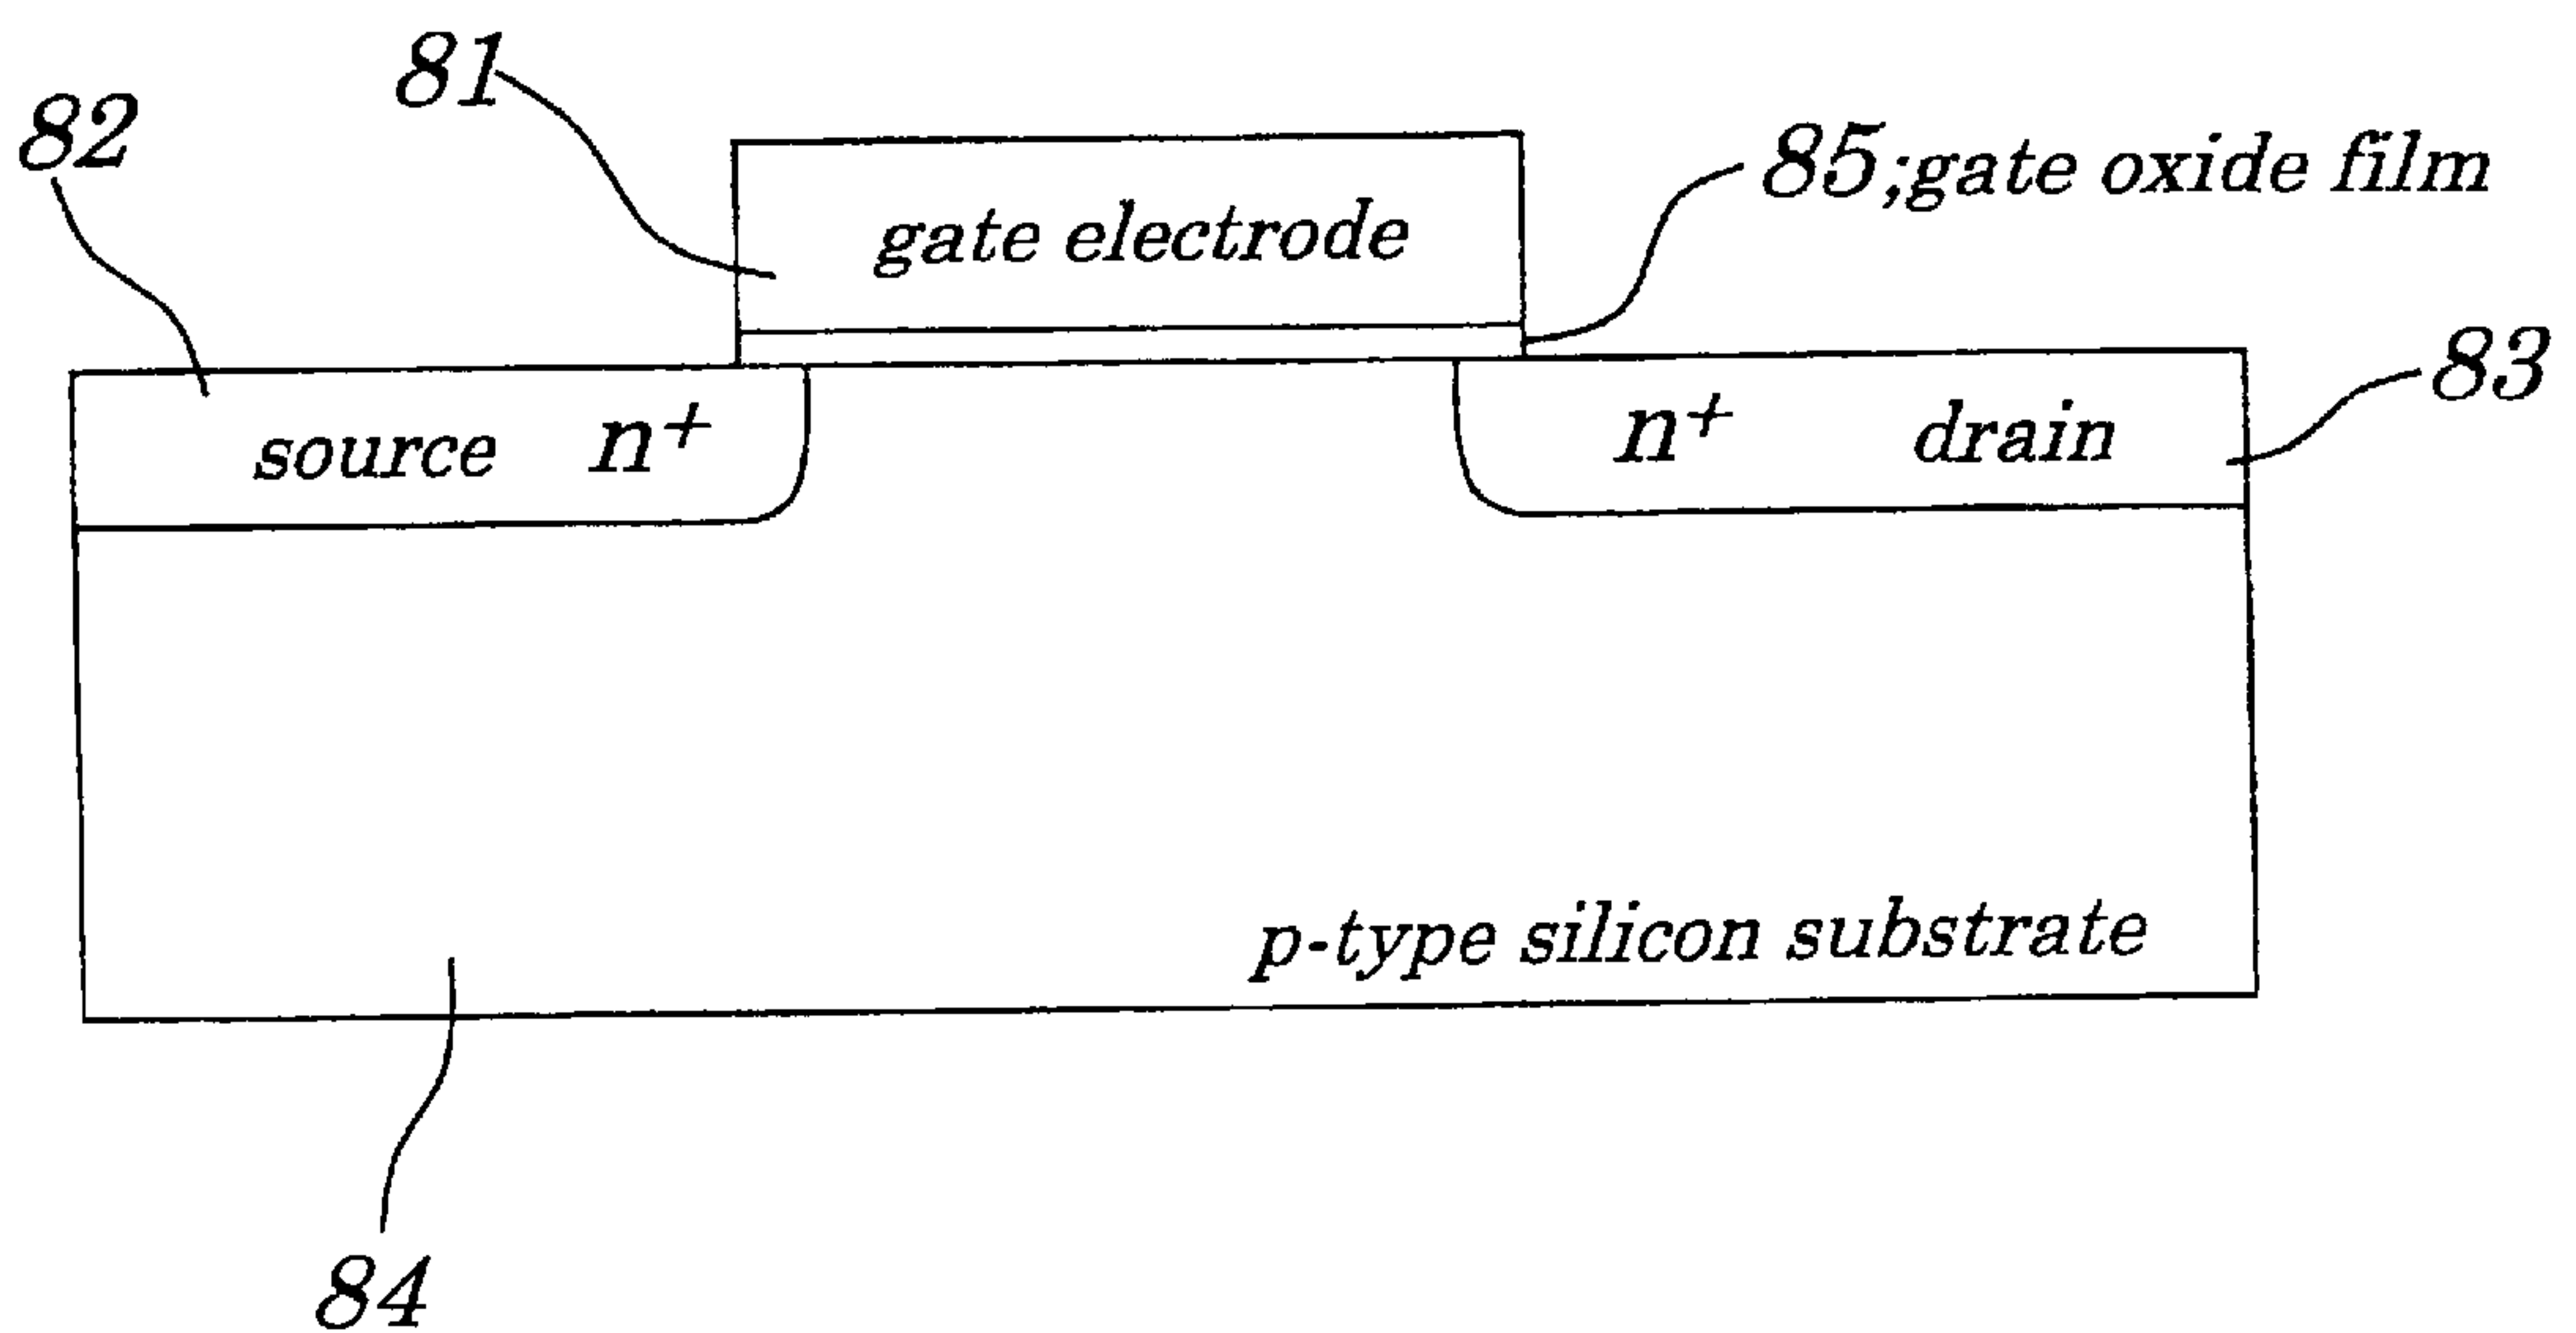 81
82
85;gate oxide film
gate electrode
83
source n+
n+ drain
p-type silicon substrate
84